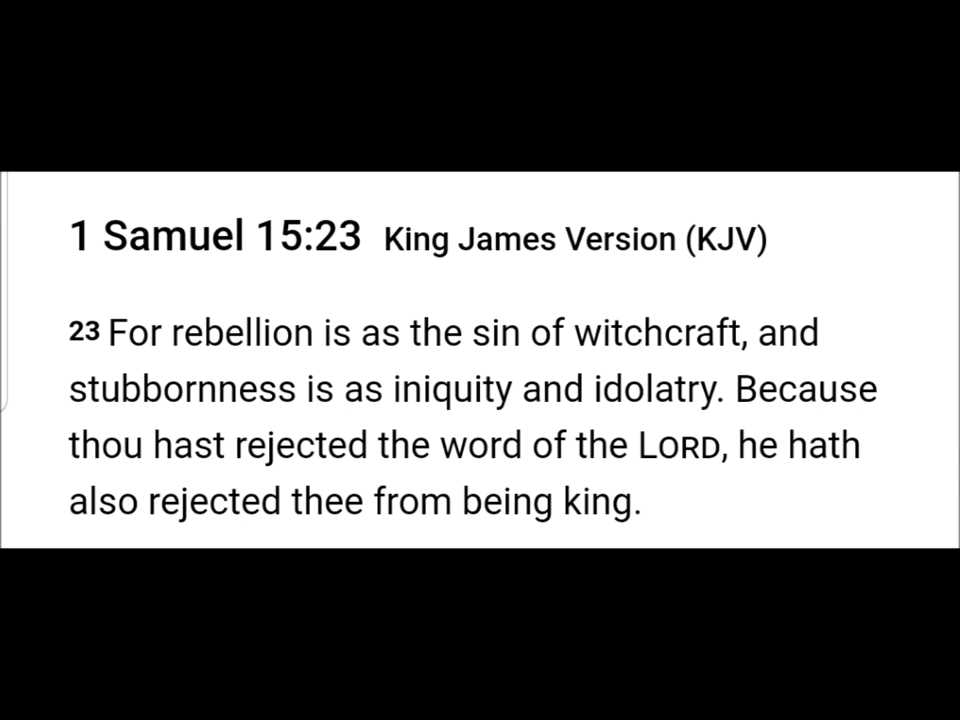 1 Samuel 15:23 King James Version (KJV)
23 For rebellion is as the sin of witchcraft, and
stubbornness is as iniquity and idolatry. Because
thou hast rejected the word of the LORD, he hath
also rejected thee from being king.